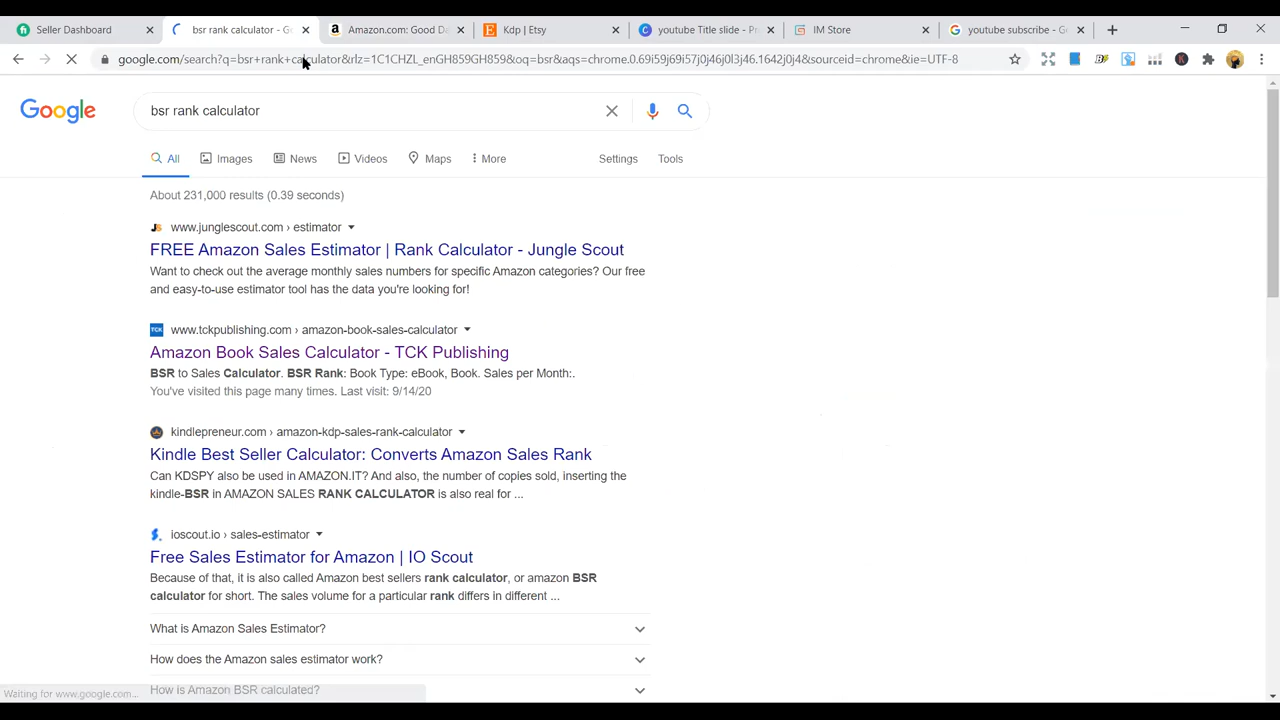 Seller Dashboard
bsr rank calculator - Go
Amazon.com: Good Da
Kdp | Etsy
youtube Title slide - Pr
IM Store
youtube subscribe - Go
google.com/search?q=bsr+rank+calculator&rlz=1C1CHZL_enGH859GH859&oq=bsr&aqs=chrome.0.69i59j69i57j0j46j0l3j46.1642j0j4&sourceid=chrome&ie=UTF-8
Google
bsr rank calculator
All
Images
News
Videos
Maps
More
Settings
Tools
About 231,000 results (0.39 seconds)
JS
www.junglescout.com › estimator
FREE Amazon Sales Estimator | Rank Calculator - Jungle Scout
Want to check out the average monthly sales numbers for specific Amazon categories? Our free
and easy-to-use estimator tool has the data you're looking for!
TCK
www.tckpublishing.com › amazon-book-sales-calculator
Amazon Book Sales Calculator - TCK Publishing
BSR to Sales Calculator. BSR Rank: Book Type: eBook, Book. Sales per Month:.
You've visited this page many times. Last visit: 9/14/20
kindlepreneur.com › amazon-kdp-sales-rank-calculator
Kindle Best Seller Calculator: Converts Amazon Sales Rank
Can KDSPY also be used in AMAZON.IT? And also, the number of copies sold, inserting the
kindle-BSR in AMAZON SALES RANK CALCULATOR is also real for ...
ioscout.io › sales-estimator
Free Sales Estimator for Amazon | IO Scout
Because of that, it is also called Amazon best sellers rank calculator, or amazon BSR
calculator for short. The sales volume for a particular rank differs in different ...
What is Amazon Sales Estimator?
How does the Amazon sales estimator work?
How is Amazon BSR calculated?
Waiting for www.google.com...